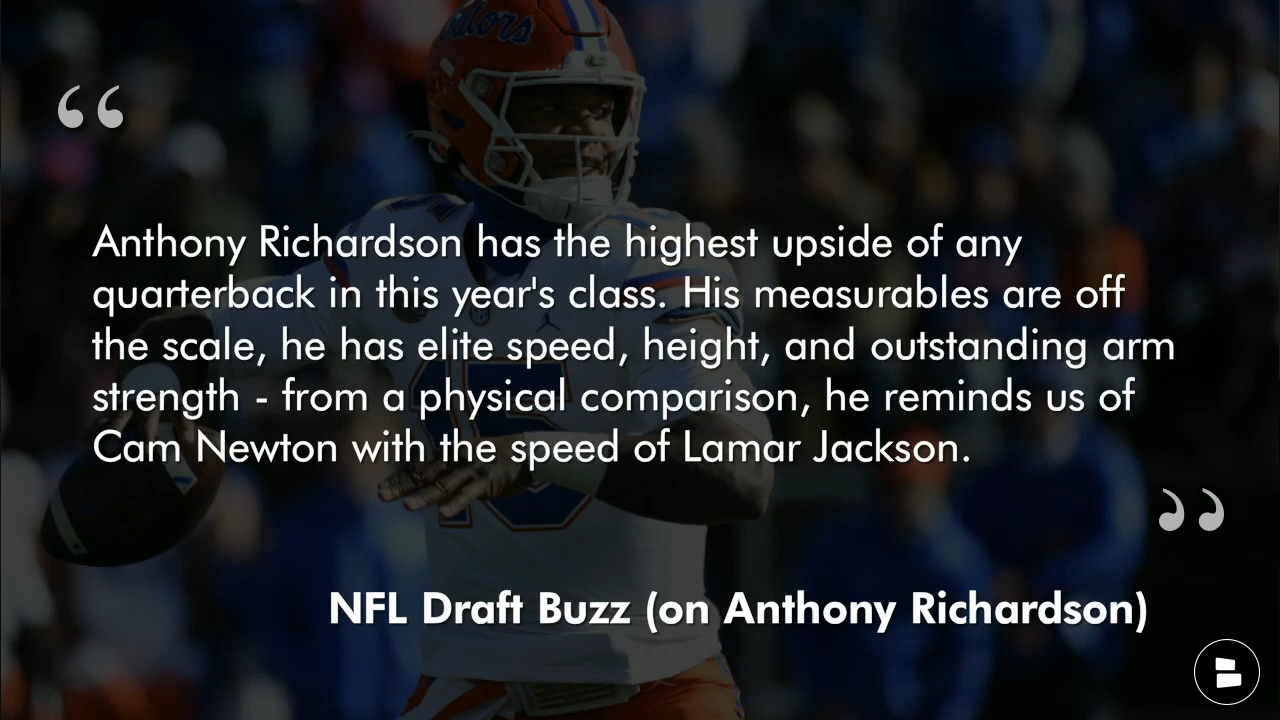 Gators
“
Anthony Richardson has the highest upside of any
quarterback in this year's class. His measurables are off
the scale, he has elite speed, height, and outstanding arm
strength - from a physical comparison, he reminds us of
Cam Newton with the speed of Lamar Jackson.
”
NFL Draft Buzz (on Anthony Richardson)
15